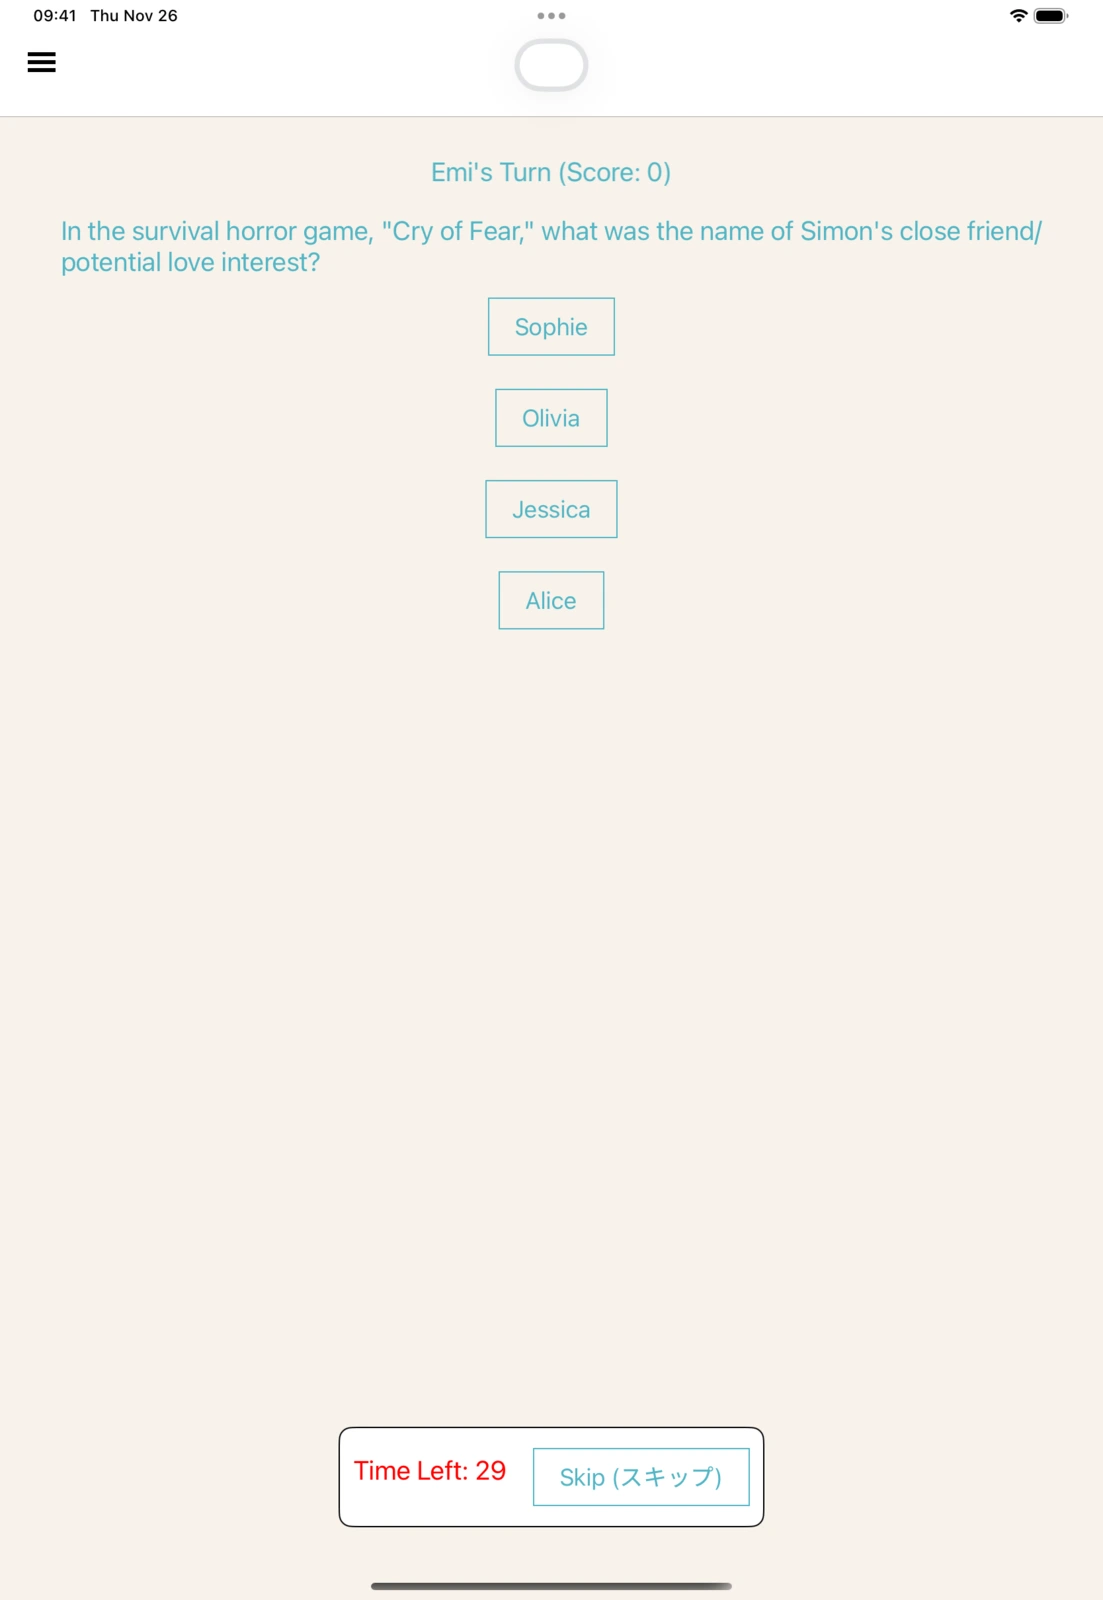 09:41 Thu Nov 26
Emi's Turn (Score: 0)
In the survival horror game, "Cry of Fear," what was the name of Simon's close friend/
potential love interest?
Sophie
Olivia
Jessica
Alice
Time Left: 29
Skip (スキップ)